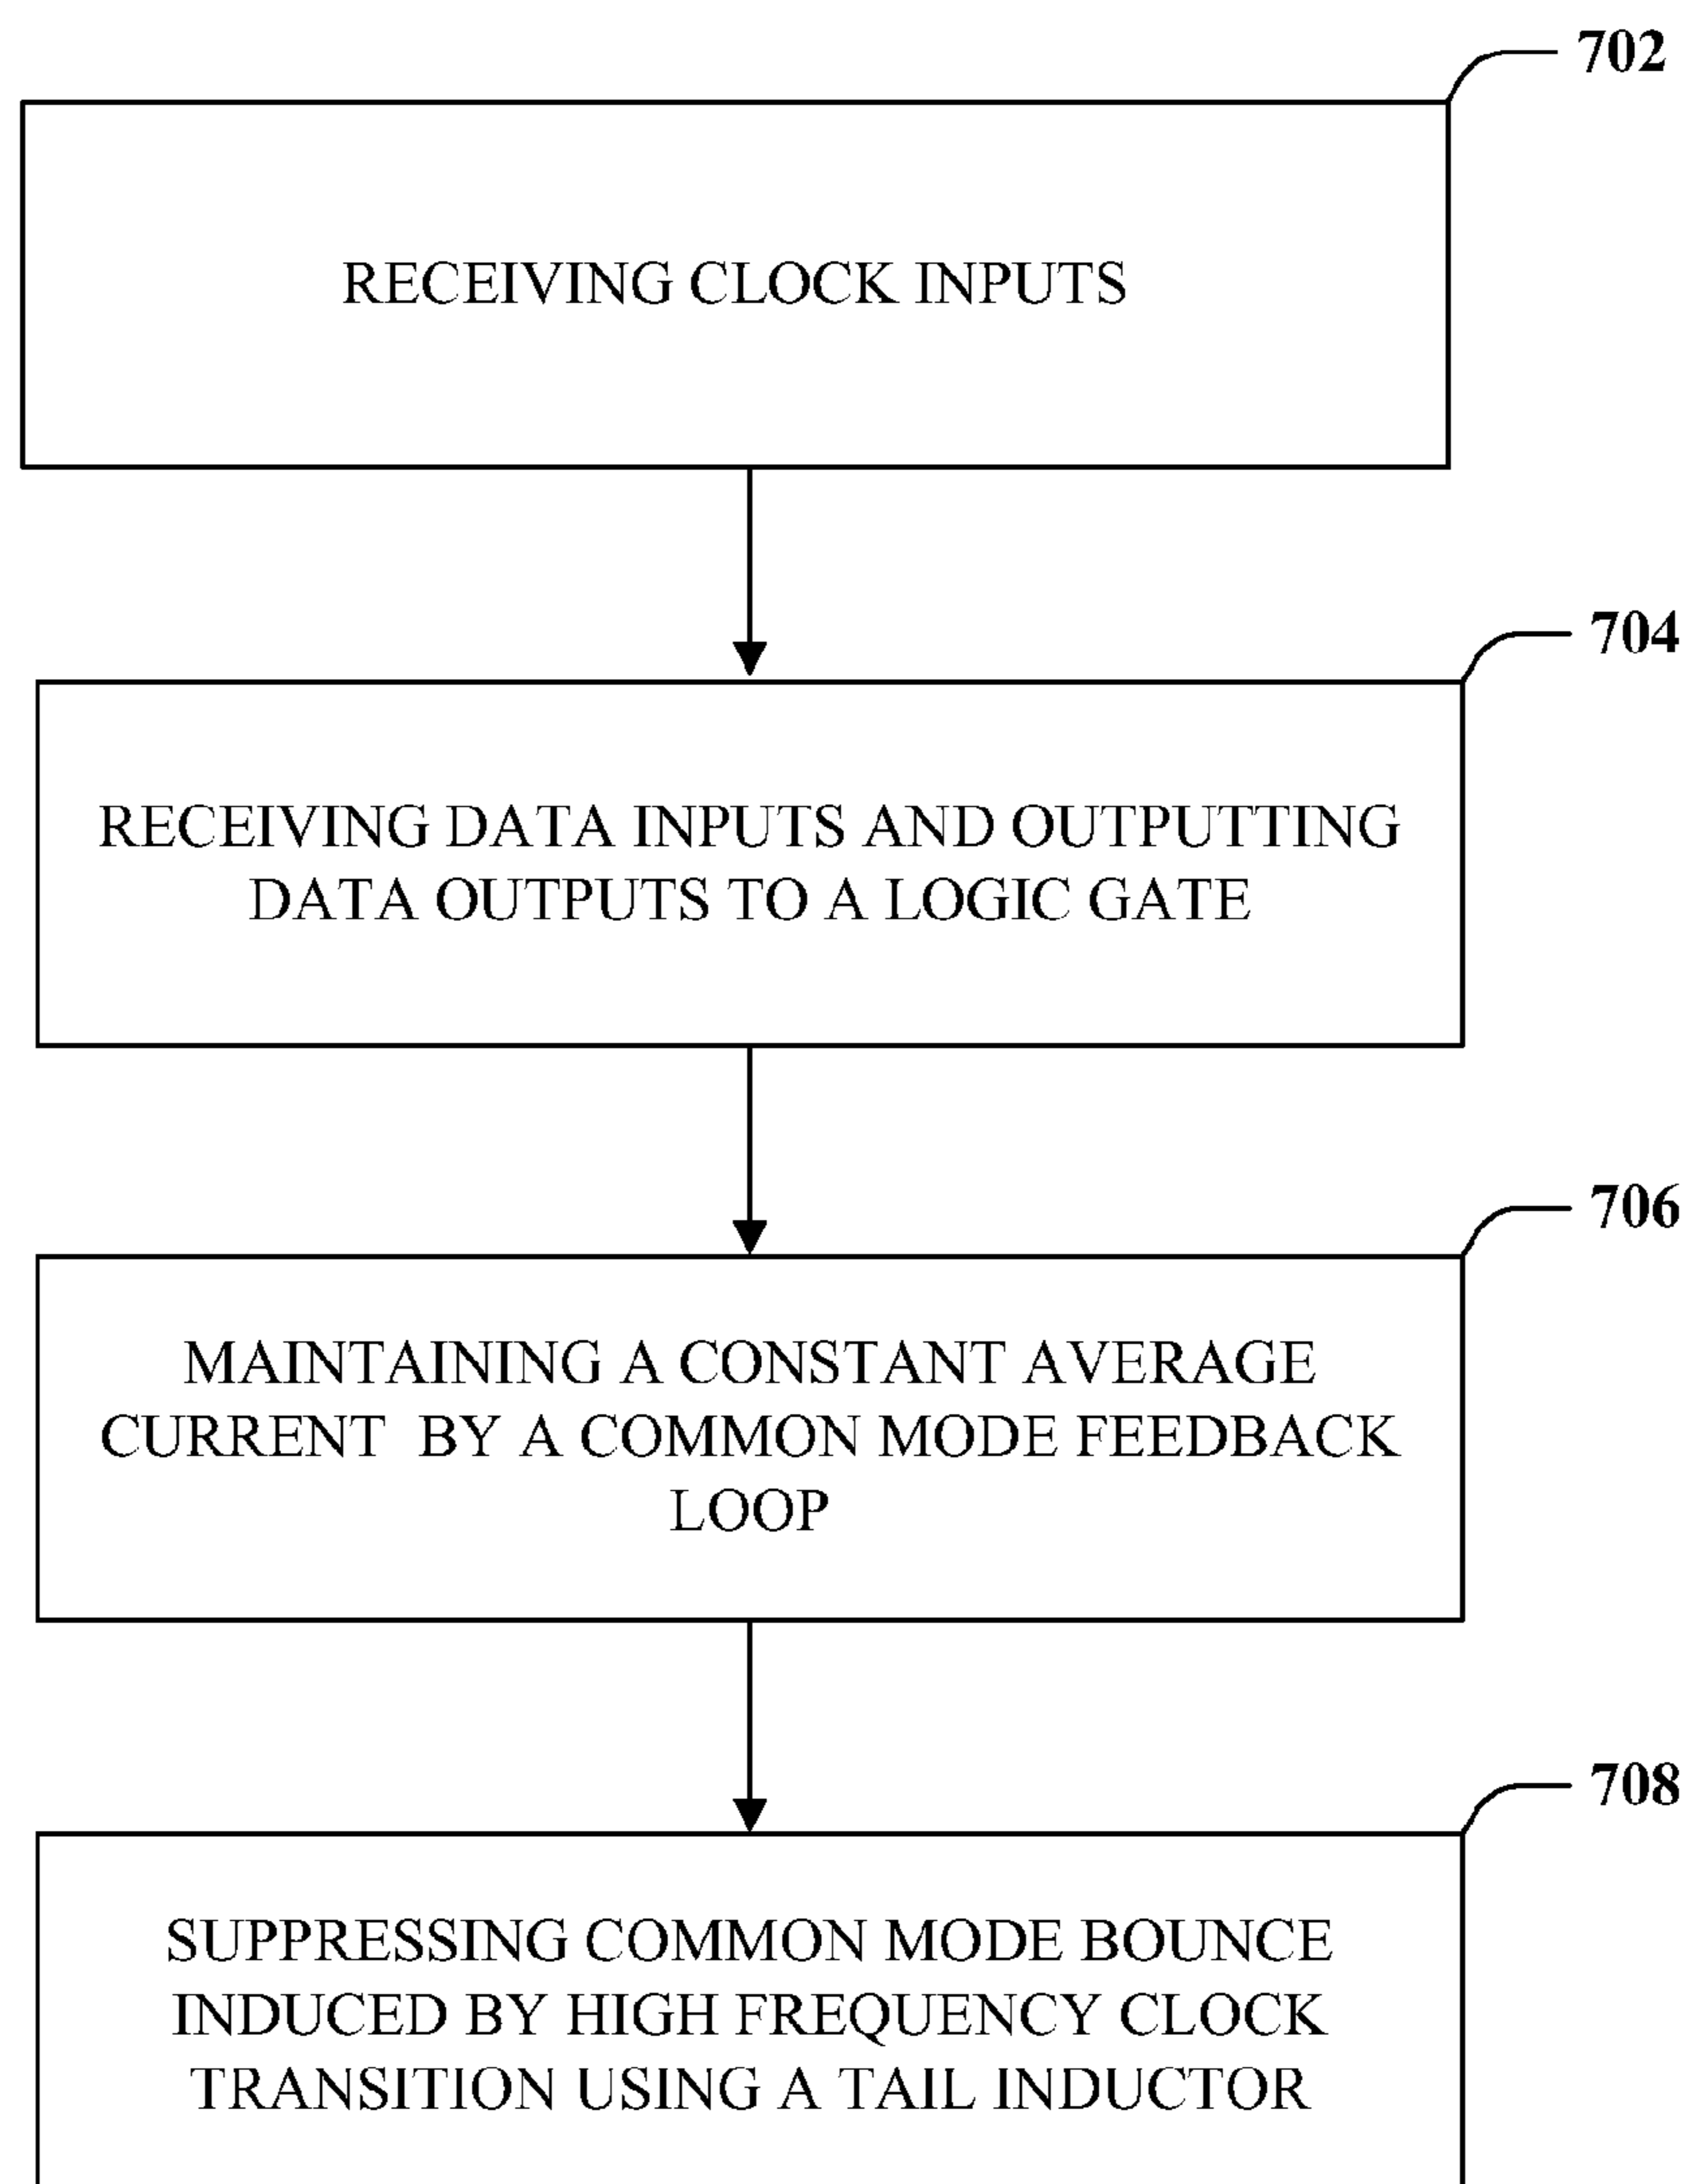 702
RECEIVING CLOCK INPUTS
704
RECEIVING DATA INPUTS AND OUTPUTTING
DATA OUTPUTS TO A LOGIC GATE
706
MAINTAINING A CONSTANT AVERAGE
CURRENT BY A COMMON MODE FEEDBACK
LOOP
708
SUPPRESSING COMMON MODE BOUNCE
INDUCED BY HIGH FREQUENCY CLOCK
TRANSITION USING A TAIL INDUCTOR